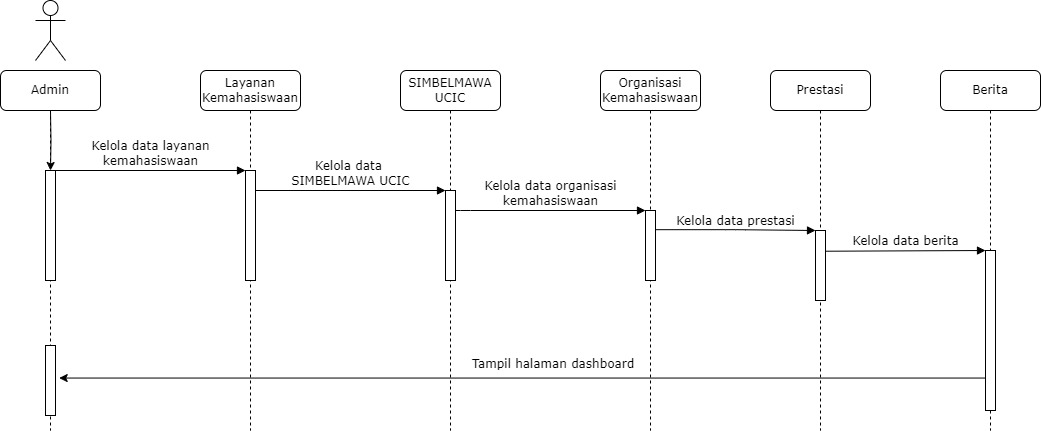 Admin
Layanan
Kemahasiswaan
SIMBELMAWA
UCIC
Organisasi
Kemahasiswaan
Prestasi
Berita
Kelola data layanan
kemahasiswaan
Kelola data
SIMBELMAWA UCIC
Kelola data organisasi
kemahasiswaan
Kelola data prestasi
Kelola data berita
Tampil halaman dashboard